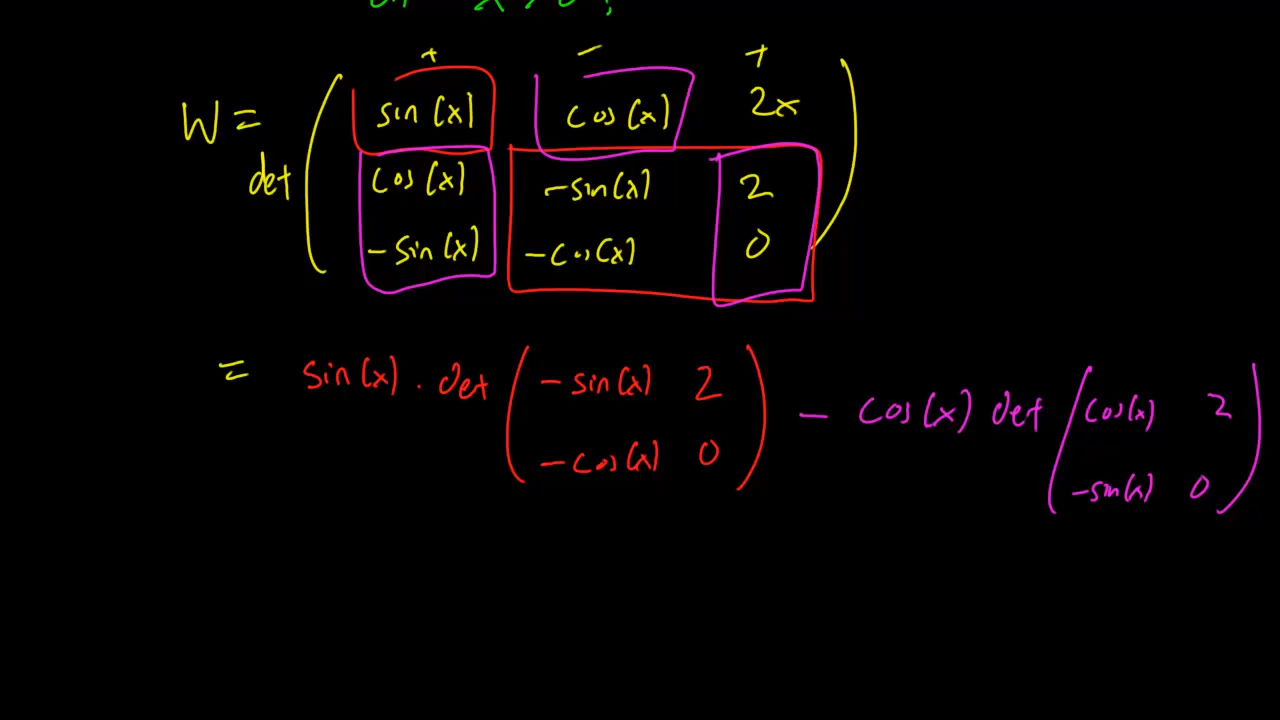 + - +
W = det ( sin(x) cos(x) 2x
cos(x) -sin(x) 2
-sin(x) -cos(x) 0 )
= sin(x) · det ( -sin(x) 2 - cos(x) det ( cos(x) 2
-cos(x) 0 ) -sin(x) 0 )